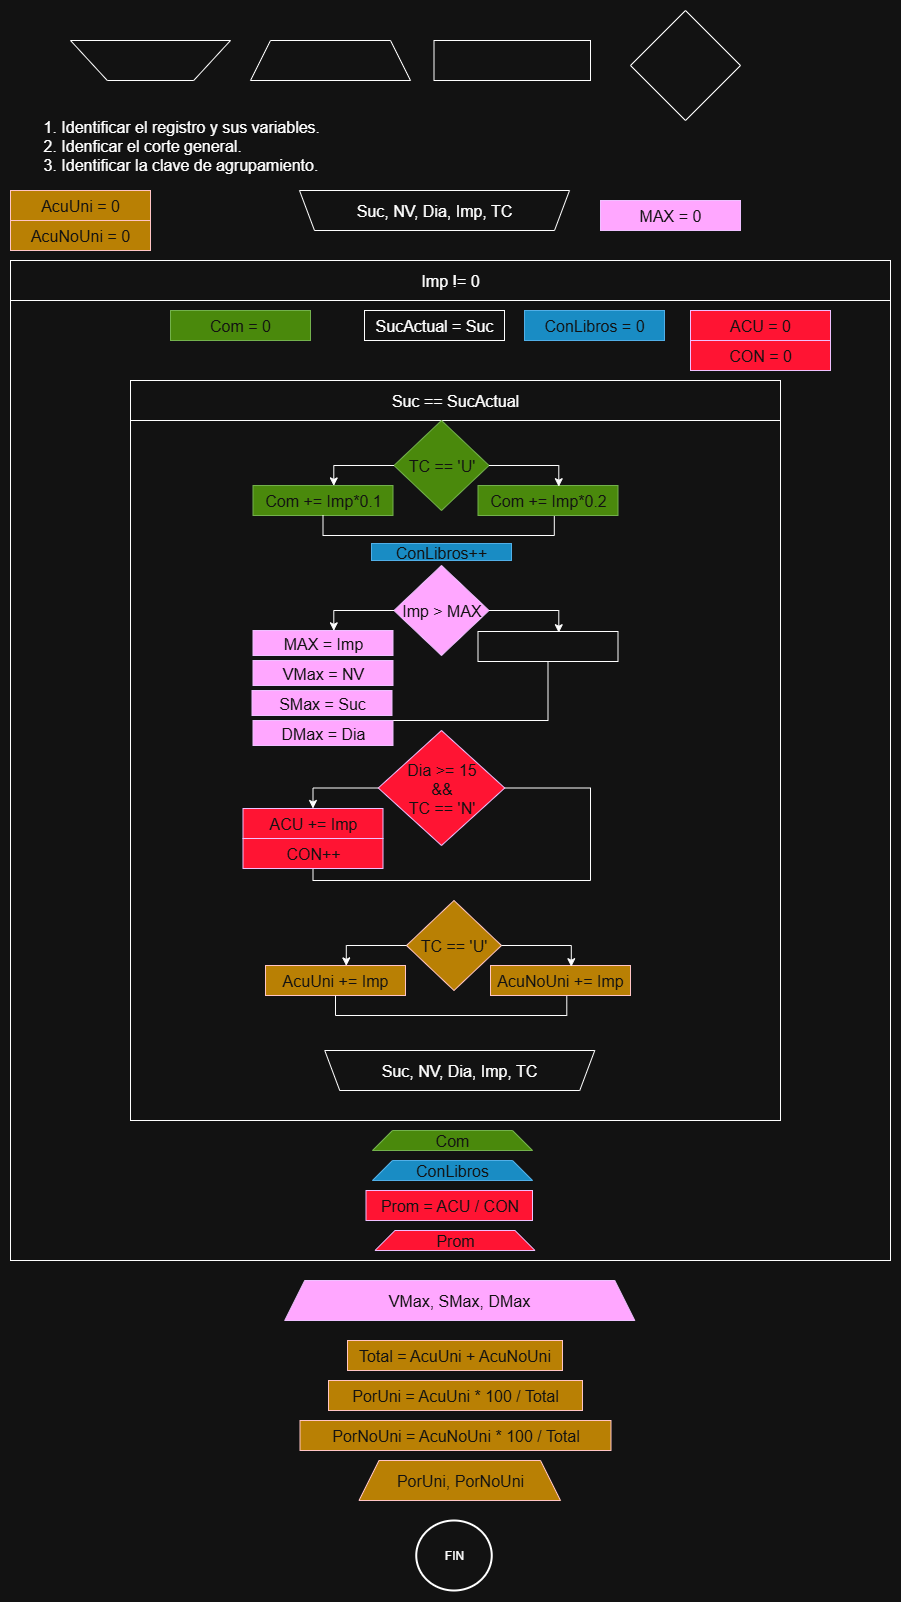 1. Identificar el registro y sus variables.
2. Idenficar el corte general.
3. Identificar la clave de agrupamiento.
AcuUni = 0
AcuNoUni = 0
Suc, NV, Dia, Imp, TC
MAX = 0
Imp != 0
Com = 0
SucActual = Suc
ConLibros = 0
ACU = 0
CON = 0
Suc == SucActual
TC == 'U'
Com += Imp*0.1
Com += Imp*0.2
ConLibros++
Imp > MAX
MAX = Imp
VMax = NV
SMax = Suc
DMax = Dia
Dia >= 15
&&
TC == 'N'
ACU += Imp
CON++
TC == 'U'
AcuUni += Imp
AcuNoUni += Imp
Suc, NV, Dia, Imp, TC
Com
ConLibros
Prom = ACU / CON
Prom
VMax, SMax, DMax
Total = AcuUni + AcuNoUni
PorUni = AcuUni * 100 / Total
PorNoUni = AcuNoUni * 100 / Total
PorUni, PorNoUni
FIN